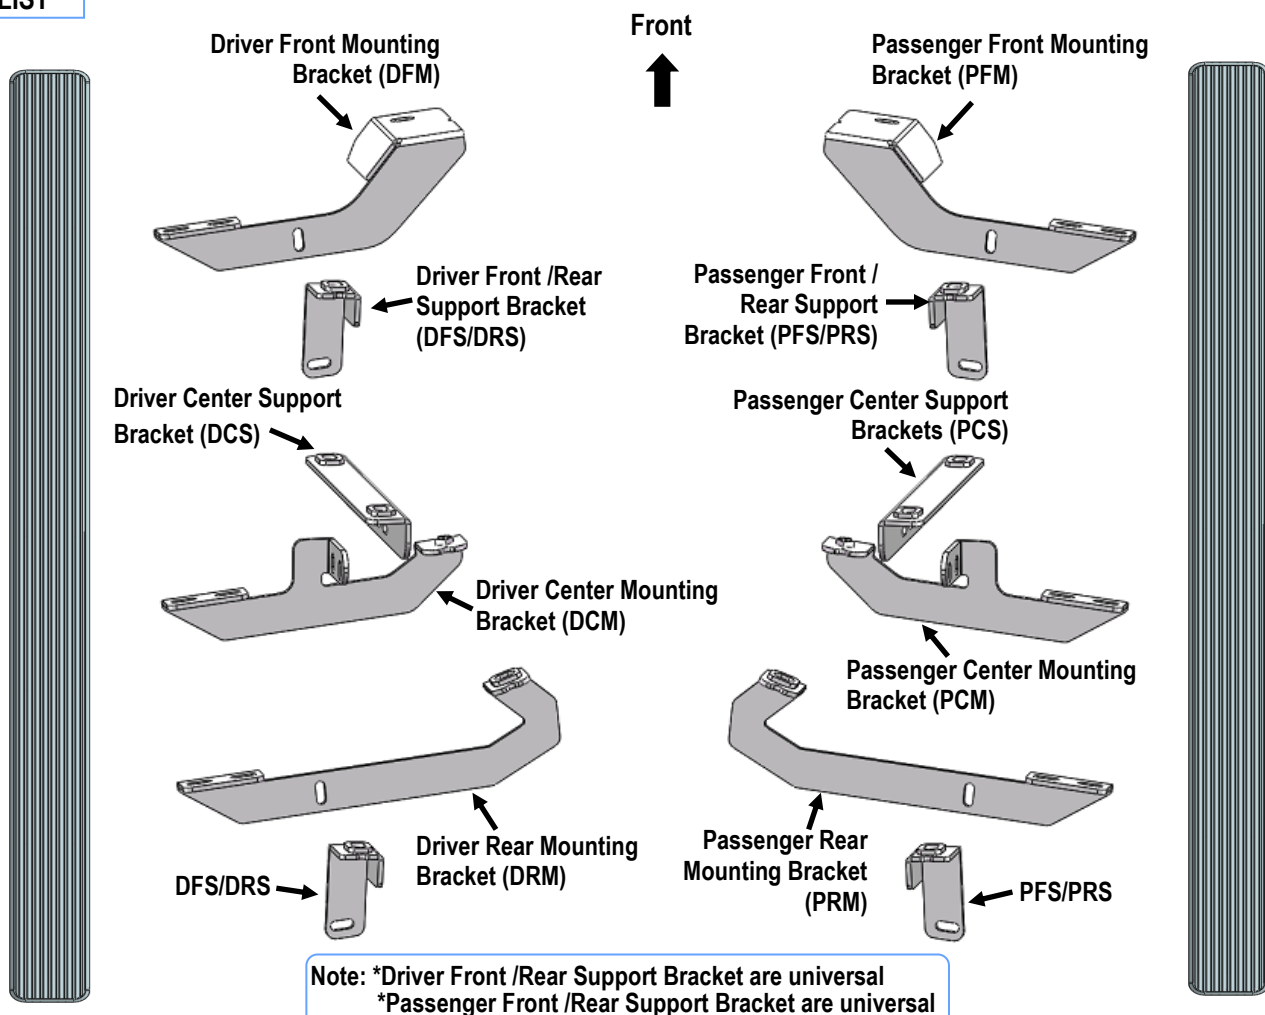 LIST
Front
Driver Front Mounting
Bracket (DFM)
Passenger Front Mounting
Bracket (PFM)
Driver Front /Rear
Support Bracket
(DFS/DRS)
Passenger Front /
Rear Support
Bracket (PFS/PRS)
Driver Center Support
Bracket (DCS)
Passenger Center Support
Brackets (PCS)
Driver Center Mounting
Bracket (DCM)
Passenger Center Mounting
Bracket (PCM)
Driver Rear Mounting
Bracket (DRM)
Passenger Rear
Mounting Bracket
(PRM)
DFS/DRS
PFS/PRS
Note: *Driver Front /Rear Support Bracket are universal
*Passenger Front /Rear Support Bracket are universal